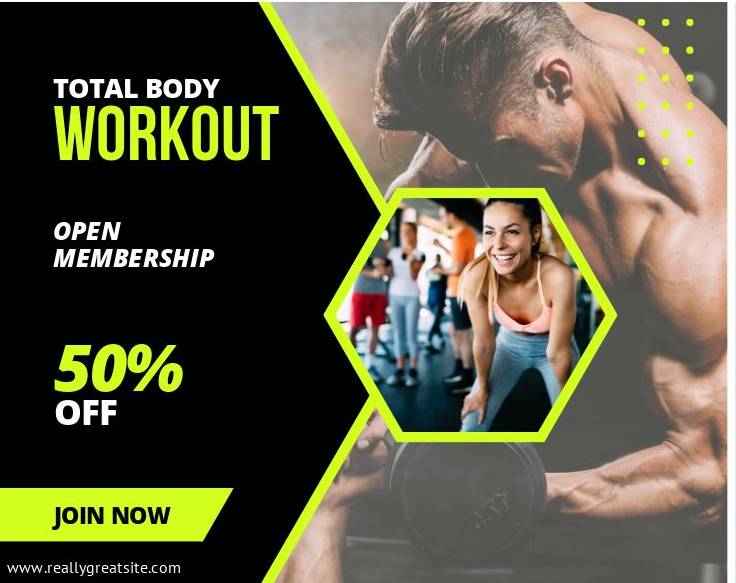 TOTAL BODY
WORKOUT
OPEN
MEMBERSHIP
50%
OFF
JOIN NOW
www.reallygreatsite.com